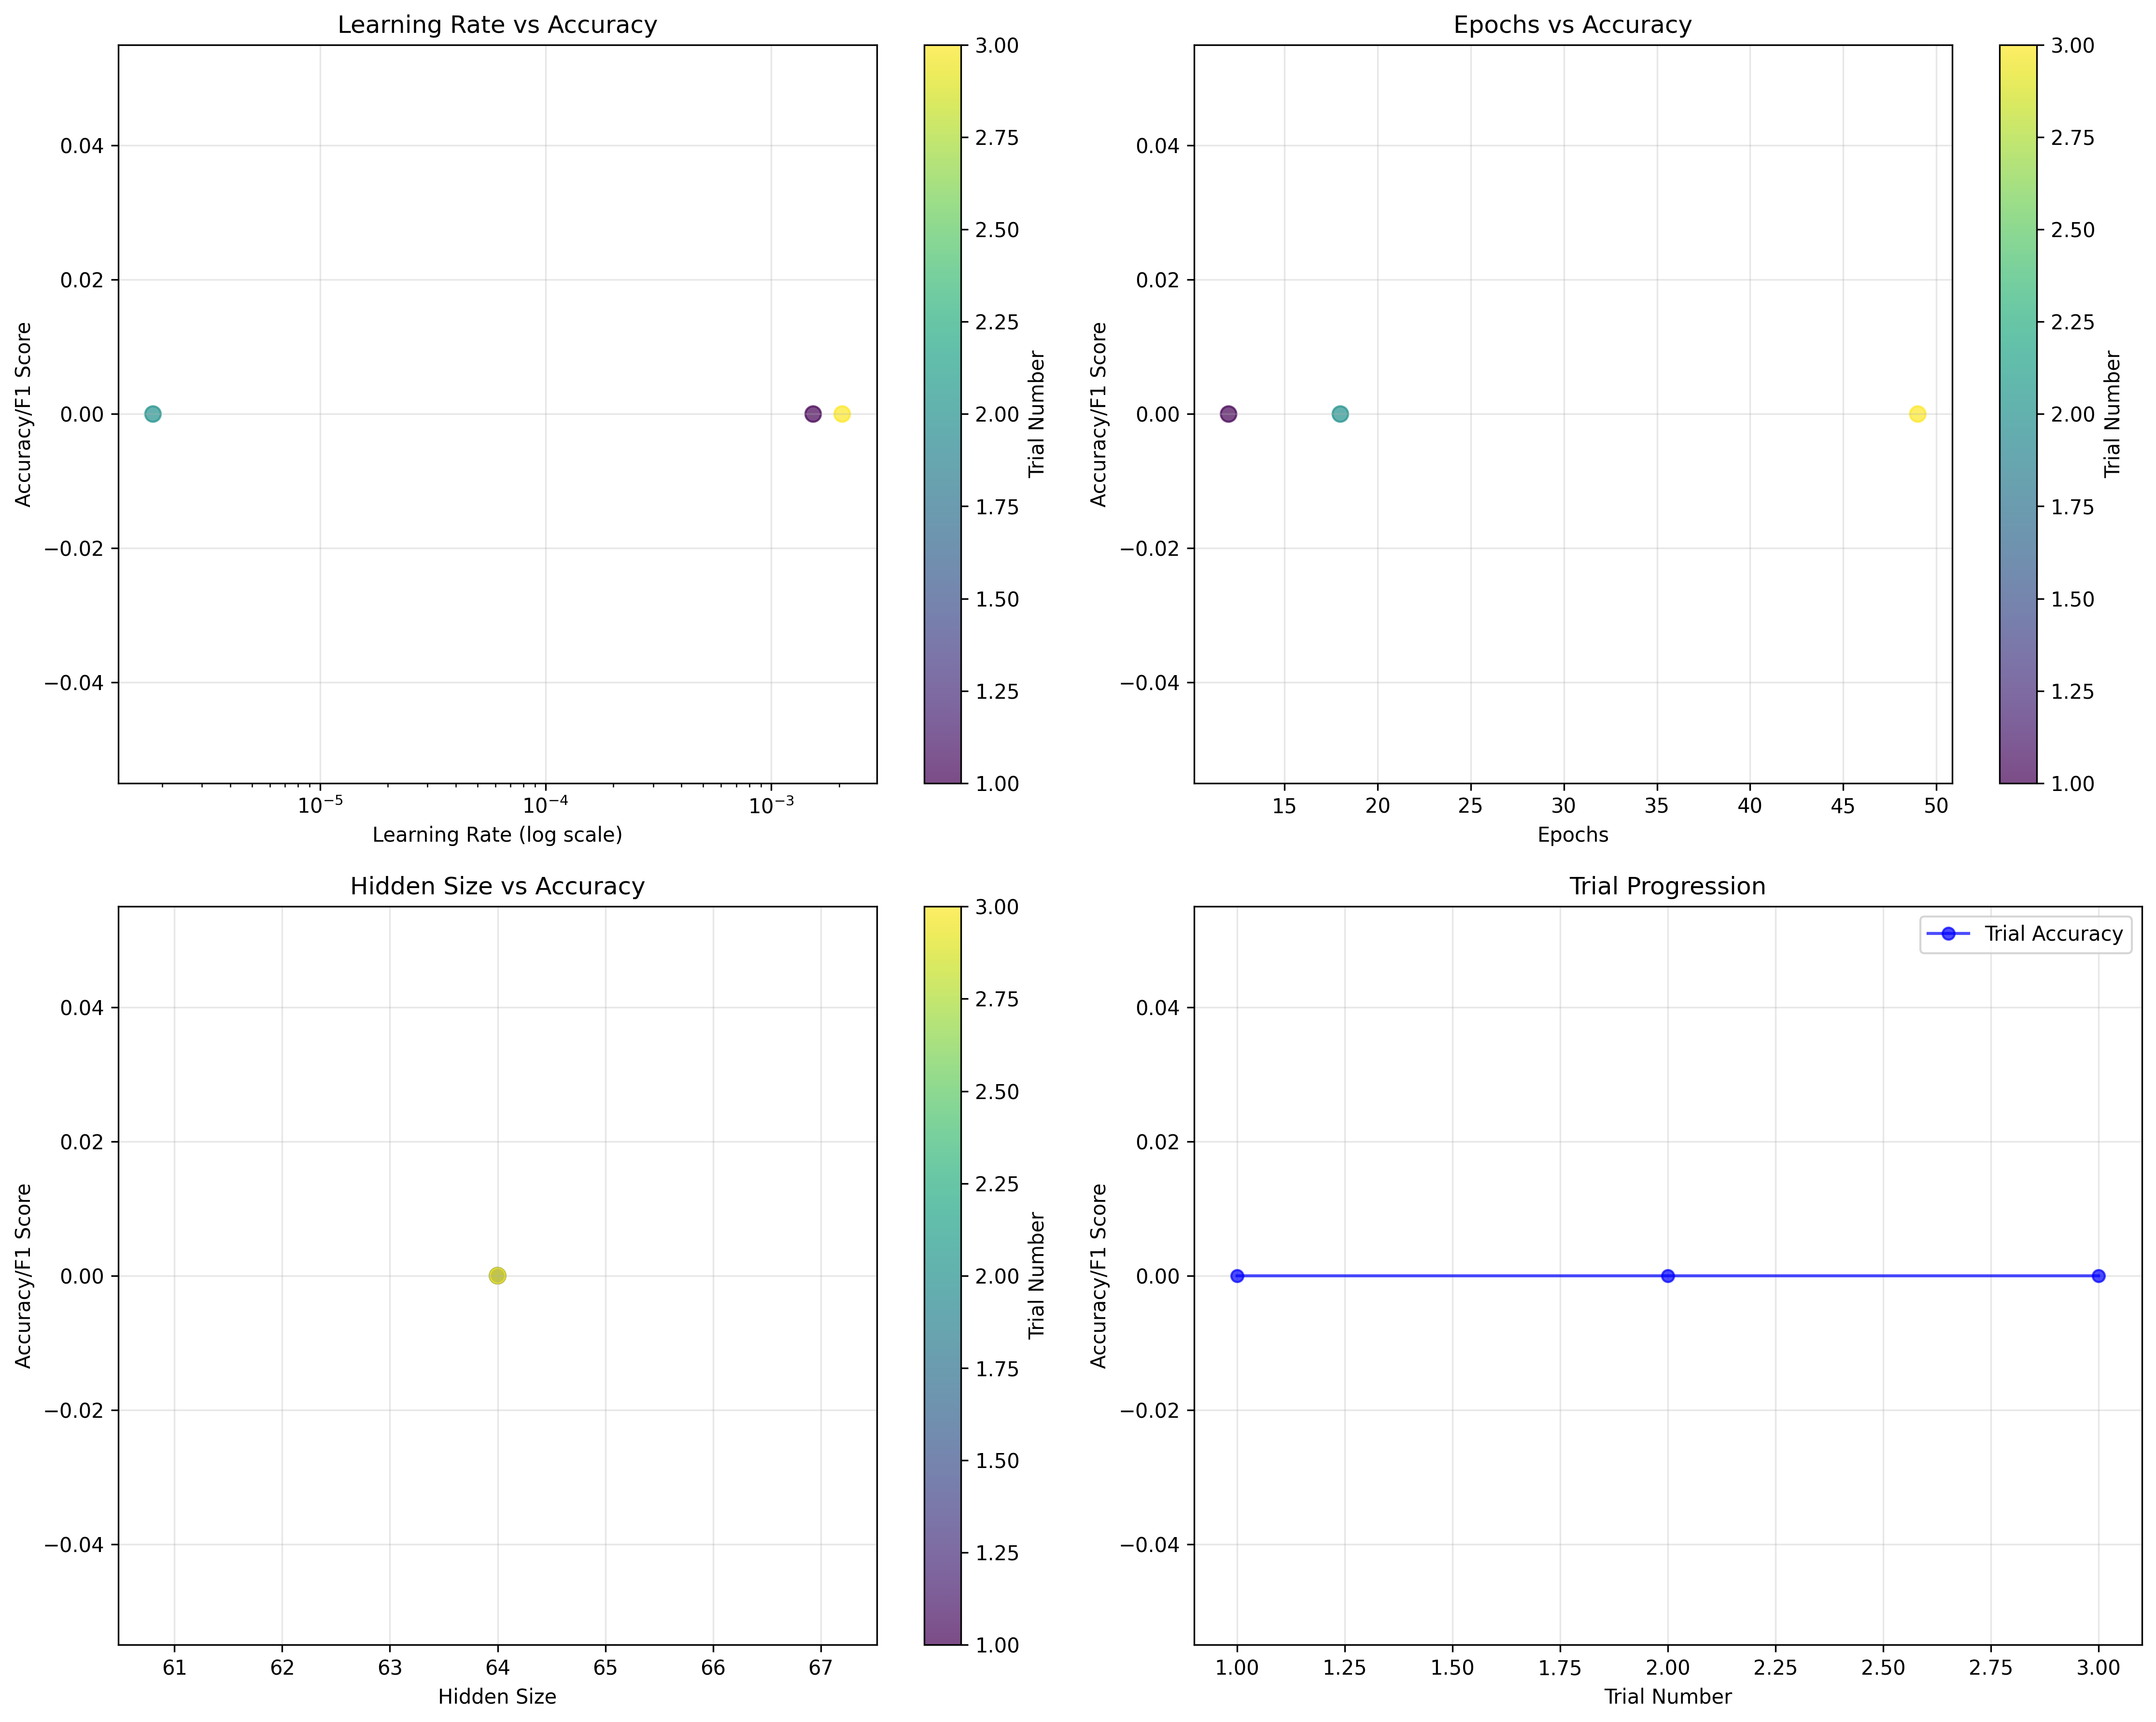 Learning Rate vs Accuracy
Accuracy/F1 Score
0.04
0.02
0.00
−0.02
−0.04
10⁻⁵ 10⁻⁴ 10⁻³
Learning Rate (log scale)
3.00
2.75
2.50
2.25
2.00
1.75
1.50
1.25
1.00
Trial Number
Epochs vs Accuracy
Accuracy/F1 Score
0.04
0.02
0.00
−0.02
−0.04
15 20 25 30 35 40 45 50
Epochs
3.00
2.75
2.50
2.25
2.00
1.75
1.50
1.25
1.00
Trial Number
Hidden Size vs Accuracy
Accuracy/F1 Score
0.04
0.02
0.00
−0.02
−0.04
61 62 63 64 65 66 67
Hidden Size
3.00
2.75
2.50
2.25
2.00
1.75
1.50
1.25
1.00
Trial Number
Trial Progression
Trial Accuracy
Accuracy/F1 Score
0.04
0.02
0.00
−0.02
−0.04
1.00 1.25 1.50 1.75 2.00 2.25 2.50 2.75 3.00
Trial Number